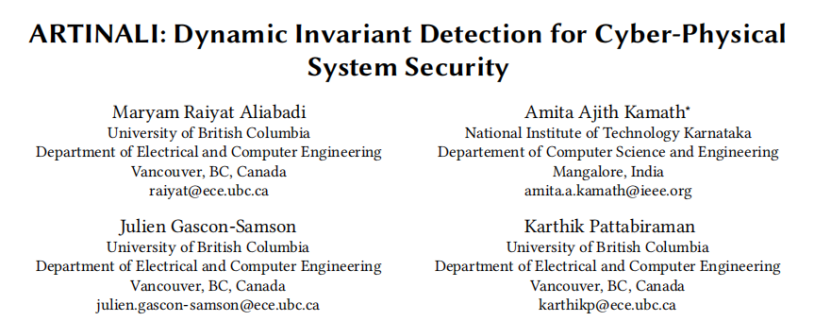 ARTINALI: Dynamic Invariant Detection for Cyber-Physical
System Security
Maryam Raiyat Aliabadi
University of British Columbia
Department of Electrical and Computer Engineering
Vancouver, BC, Canada
raiyat@ece.ubc.ca
Amita Ajith Kamath*
National Institute of Technology Karnataka
Departement of Computer Science and Engineering
Mangalore, India
amita.a.kamath@ieee.org
Julien Gascon-Samson
University of British Columbia
Department of Electrical and Computer Engineering
Vancouver, BC, Canada
julien.gascon-samson@ece.ubc.ca
Karthik Pattabiraman
University of British Columbia
Department of Electrical and Computer Engineering
Vancouver, BC, Canada
karthikp@ece.ubc.ca